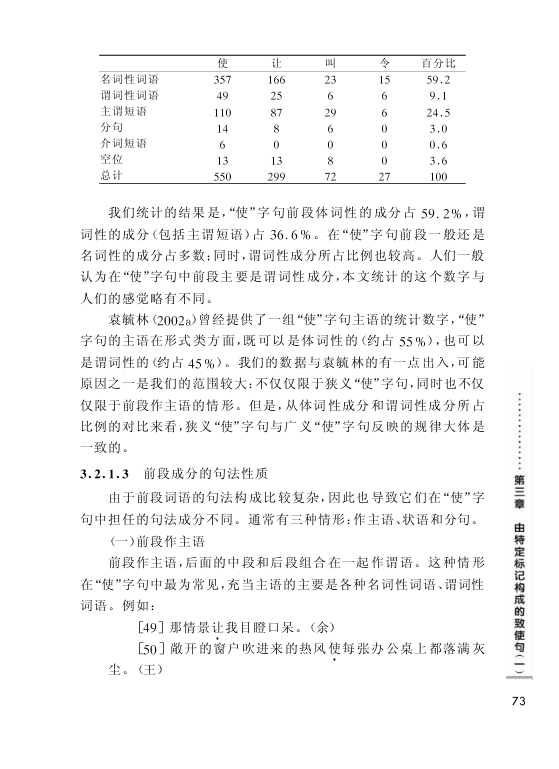 使 让 叫 令 百分比
名词性词语 357 166 23 15 59.2
谓词性词语 49 25 6 6 9.1
主谓短语 110 87 29 6 24.5
分句 14 8 6 0 3.0
介词短语 6 0 0 0 0.6
空位 13 13 8 0 3.6
总计 550 299 72 27 100
我们统计的结果是,“使”字句前段体词性的成分占 59.2%,谓
词性的成分(包括主谓短语)占 36.6%。在“使”字句前段一般还是
名词性的成分占多数;同时,谓词性成分所占比例也较高。人们一般
认为在“使”字句中前段主要是谓词性成分,本文统计的这个数字与
人们的感觉略有不同。
袁毓林(2002a)曾经提供了一组“使”字句主语的统计数字,“使”
字句的主语在形式类方面,既可以是体词性的(约占 55%),也可以
是谓词性的(约占 45%)。我们的数据与袁毓林的有一点出入,可能
原因之一是我们的范围较大:不仅仅限于狭义“使”字句,同时也不仅
仅限于前段作主语的情形。但是,从体词性成分和谓词性成分所占
比例的对比来看,狭义“使”字句与广义“使”字句反映的规律大体是
一致的。
3.2.1.3 前段成分的句法性质
由于前段词语的句法构成比较复杂,因此也导致它们在“使”字
句中担任的句法成分不同。通常有三种情形:作主语、状语和分句。
(一)前段作主语
前段作主语,后面的中段和后段组合在一起作谓语。这种情形
在“使”字句中最为常见,充当主语的主要是各种名词性词语、谓词性
词语。例如:
[49] 那情景让我目瞪口呆。(余)
[50] 敞开的窗户吹进来的热风使每张办公桌上都落满灰
尘。(王)
第三章 由特定标记构成的致使句(一)
73